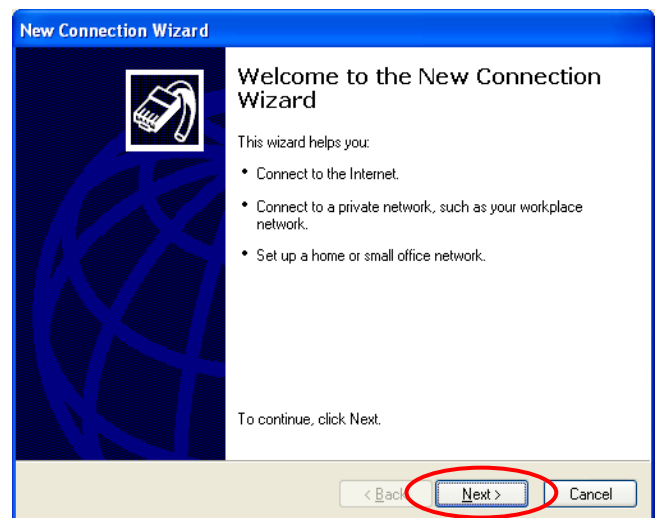 New Connection Wizard
Welcome to the New Connection
Wizard
This wizard helps you:
• Connect to the Internet.
• Connect to a private network, such as your workplace
network.
• Set up a home or small office network.
To continue, click Next.
< Back Next > Cancel